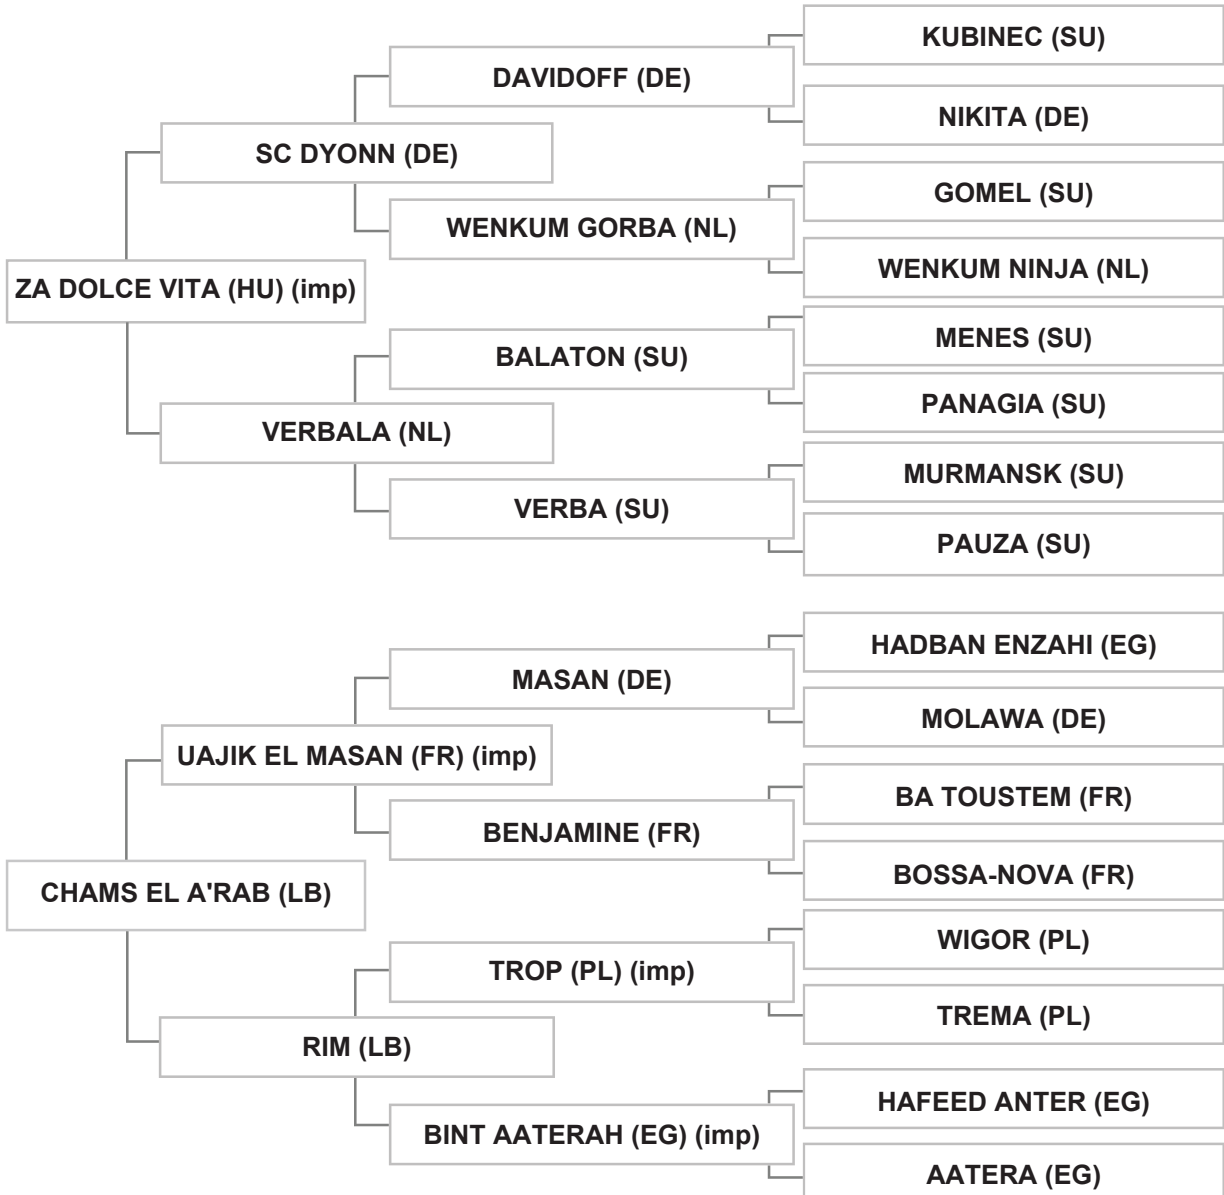 KUBINEC (SU)
DAVIDOFF (DE)
NIKITA (DE)
SC DYONN (DE)
GOMEL (SU)
WENKUM GORBA (NL)
WENKUM NINJA (NL)
ZA DOLCE VITA (HU) (imp)
MENES (SU)
BALATON (SU)
PANAGIA (SU)
VERBALA (NL)
MURMANSK (SU)
VERBA (SU)
PAUZA (SU)
HADBAN ENZAHI (EG)
MASAN (DE)
MOLAWA (DE)
UAJIK EL MASAN (FR) (imp)
BA TOUSTEM (FR)
BENJAMINE (FR)
BOSSA-NOVA (FR)
CHAMS EL A'RAB (LB)
WIGOR (PL)
TROP (PL) (imp)
TREMA (PL)
RIM (LB)
HAFEED ANTER (EG)
BINT AATERAH (EG) (imp)
AATERA (EG)